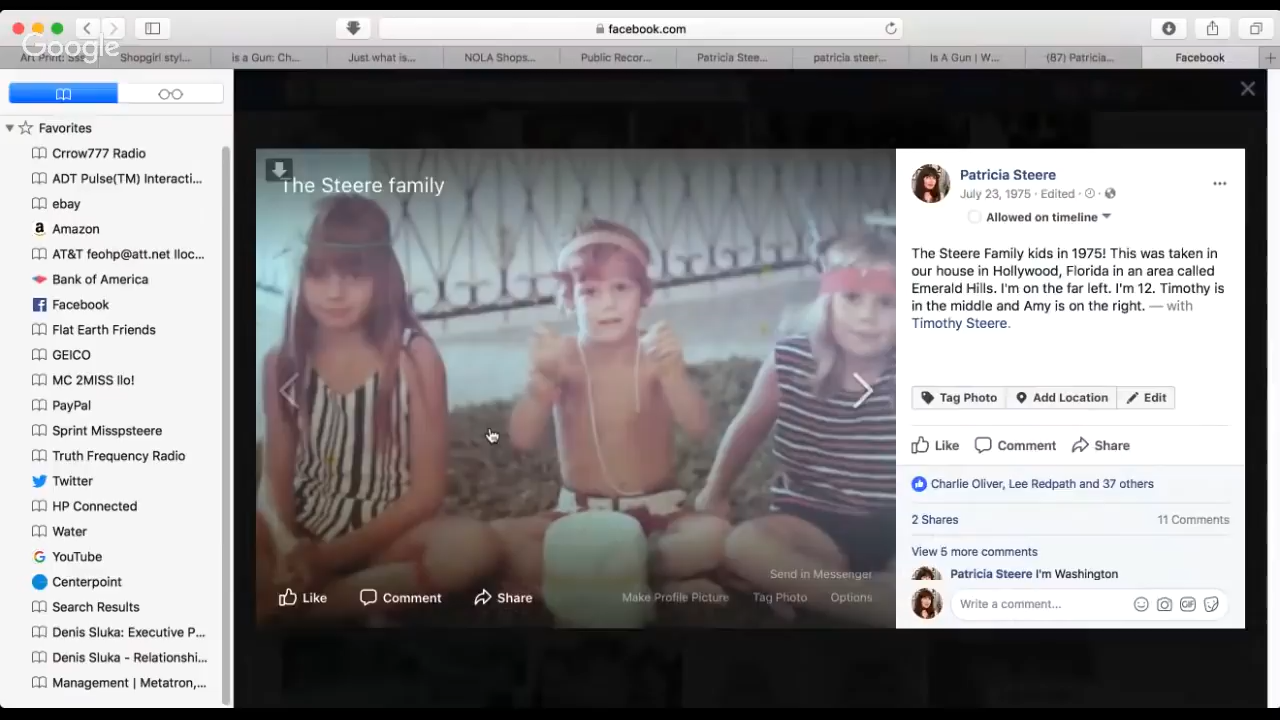 facebook.com
Google
Art Print: Sss
Shopgirl styl...
is a Gun: Ch...
Just what is...
NOLA Shops...
Public Recor...
Patricia Stee...
patricia steer...
Is A Gun | W...
(87) Patricia...
Facebook
Favorites
Crrow777 Radio
ADT Pulse(TM) Interacti...
ebay
Amazon
AT&T feohp@att.net lloc...
Bank of America
Facebook
Flat Earth Friends
GEICO
MC 2MISS llo!
PayPal
Sprint Misspsteere
Truth Frequency Radio
Twitter
HP Connected
Water
YouTube
Centerpoint
Search Results
Denis Sluka: Executive P...
Denis Sluka - Relationshi...
Management | Metatron,...
The Steere family
Like
Comment
Share
Send in Messenger
Make Profile Picture
Tag Photo
Options
Patricia Steere
July 23, 1975 · Edited ·
Allowed on timeline
The Steere Family kids in 1975! This was taken in
our house in Hollywood, Florida in an area called
Emerald Hills. I'm on the far left. I'm 12. Timothy is
in the middle and Amy is on the right. — with
Timothy Steere.
Tag Photo
Add Location
Edit
Like
Comment
Share
Charlie Oliver, Lee Redpath and 37 others
2 Shares
11 Comments
View 5 more comments
Patricia Steere I'm Washington
Write a comment...
GIF